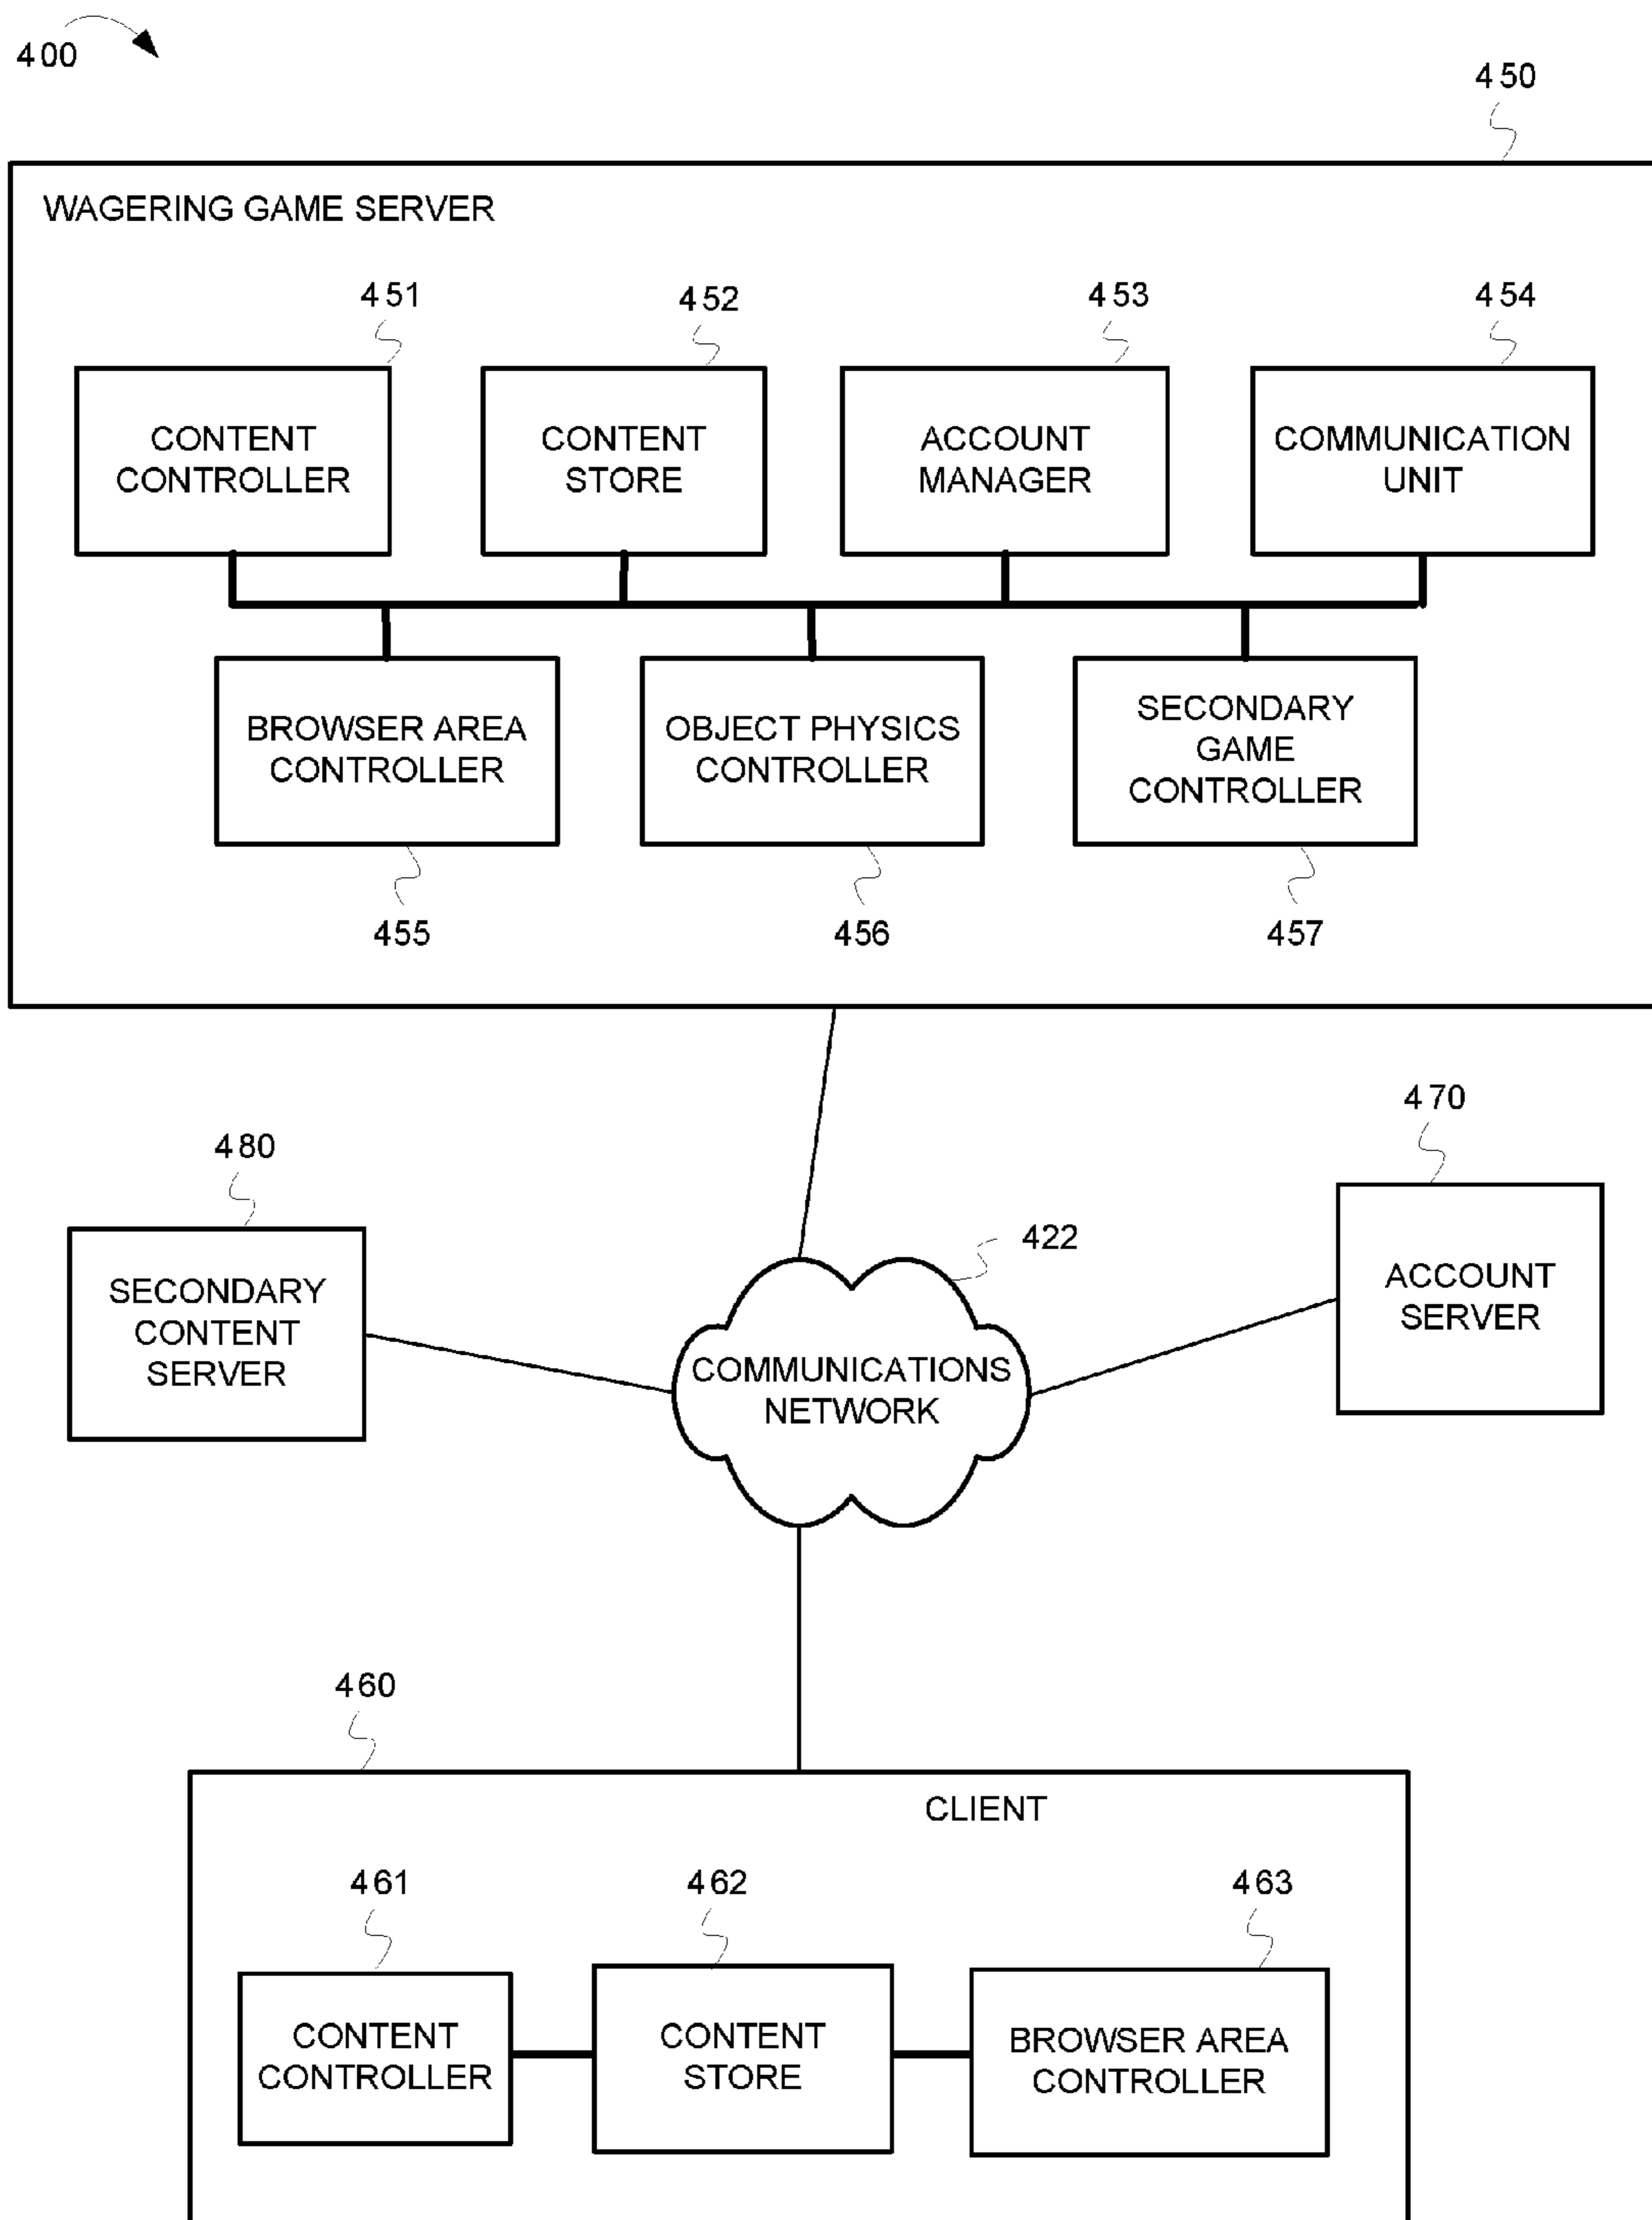 400
450
WAGERING GAME SERVER
451
452
453
454
CONTENT
CONTROLLER
CONTENT
STORE
ACCOUNT
MANAGER
COMMUNICATION
UNIT
BROWSER AREA
CONTROLLER
OBJECT PHYSICS
CONTROLLER
SECONDARY
GAME
CONTROLLER
455
456
457
480
470
422
SECONDARY
CONTENT
SERVER
COMMUNICATIONS
NETWORK
ACCOUNT
SERVER
460
CLIENT
461
462
463
CONTENT
CONTROLLER
CONTENT
STORE
BROWSER AREA
CONTROLLER